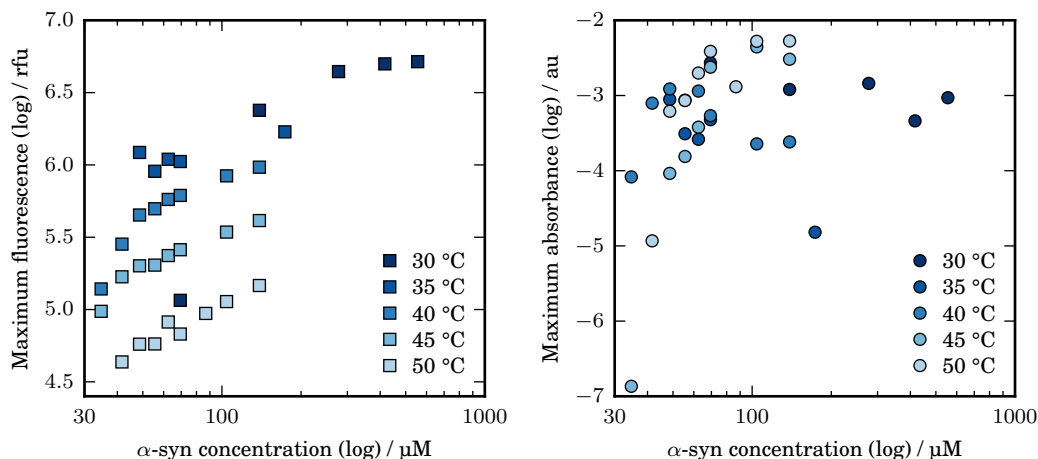 7.0
6.5
6.0
5.5
5.0
4.5
Maximum fluorescence (log) / rfu
30 °C
35 °C
40 °C
45 °C
50 °C
30
100
1000
α-syn concentration (log) / μM
−2
−3
−4
−5
−6
−7
Maximum absorbance (log) / au
30 °C
35 °C
40 °C
45 °C
50 °C
30
100
1000
α-syn concentration (log) / μM